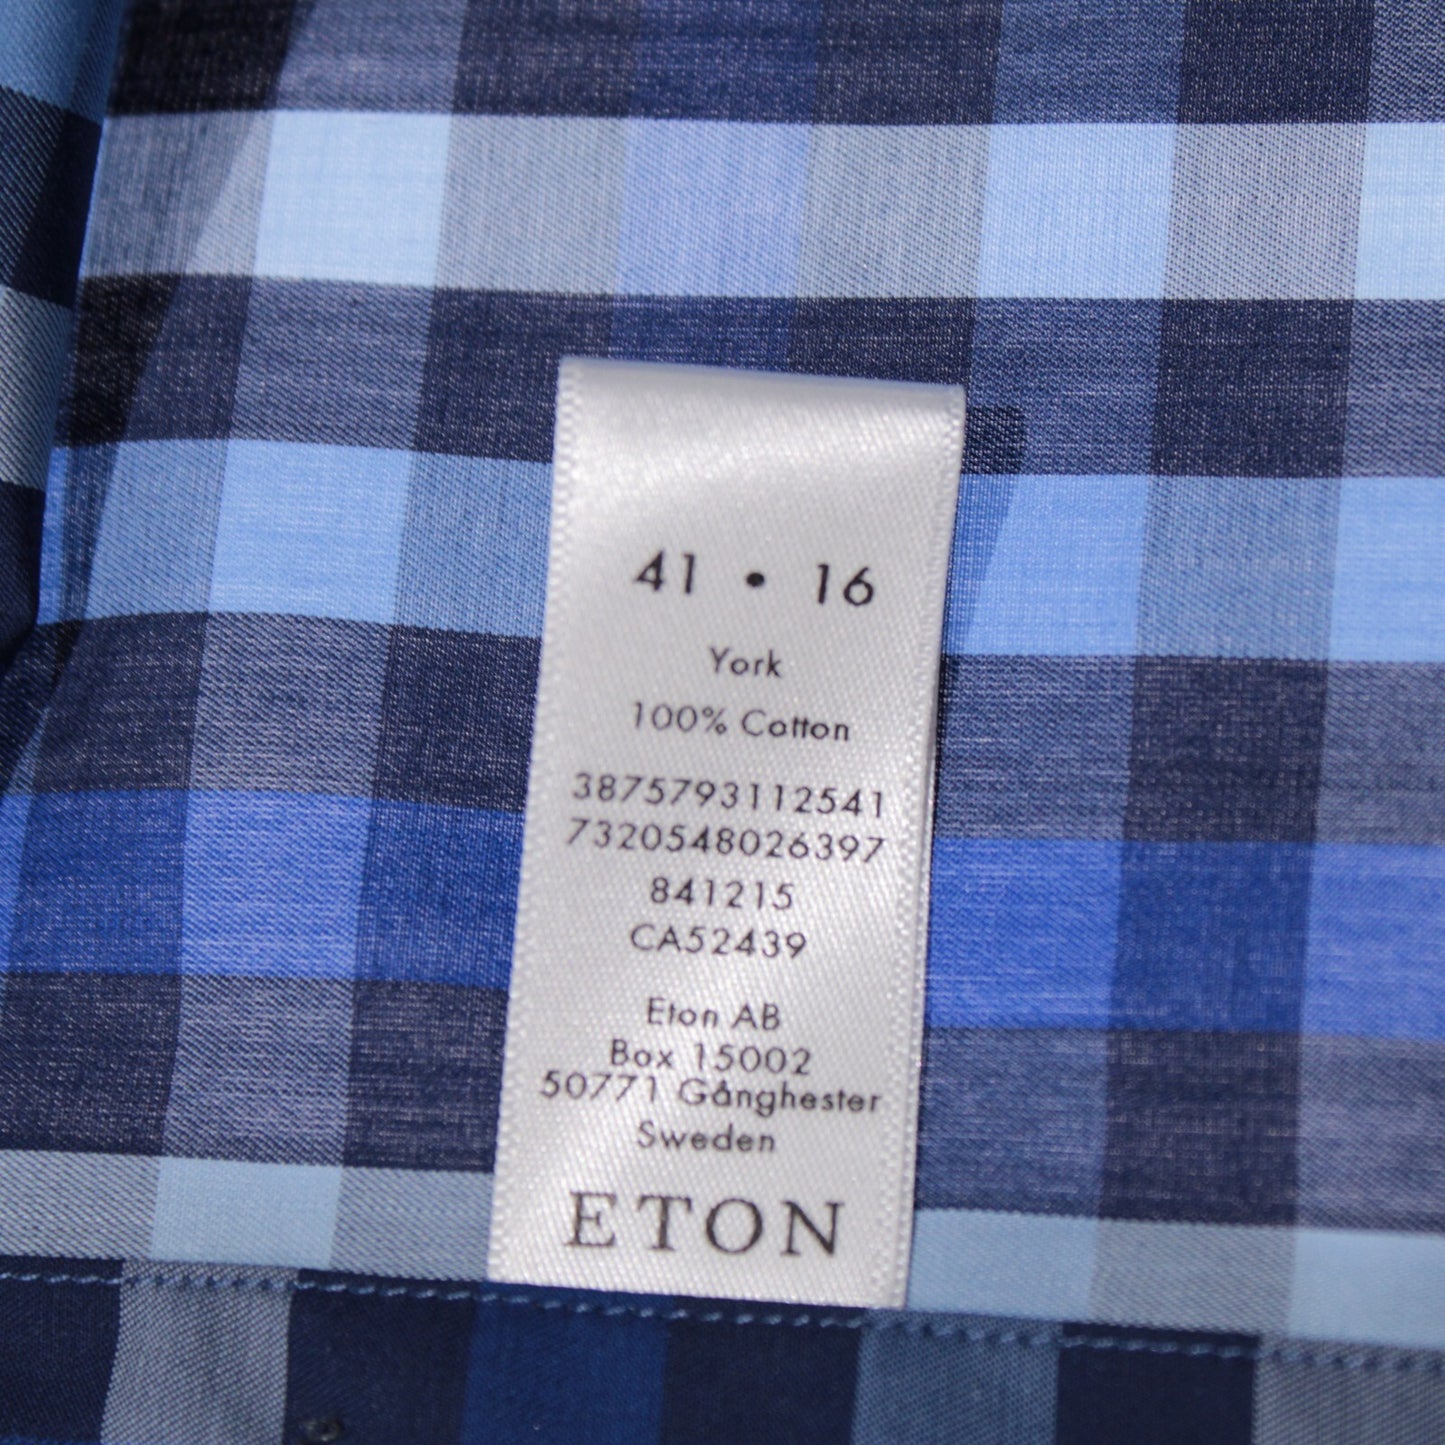 41 • 16
York
100% Cotton
3875793112541
7320548026397
841215
CA52439
Eton AB
Box 15002
50771 Gånghester
Sweden
ETON